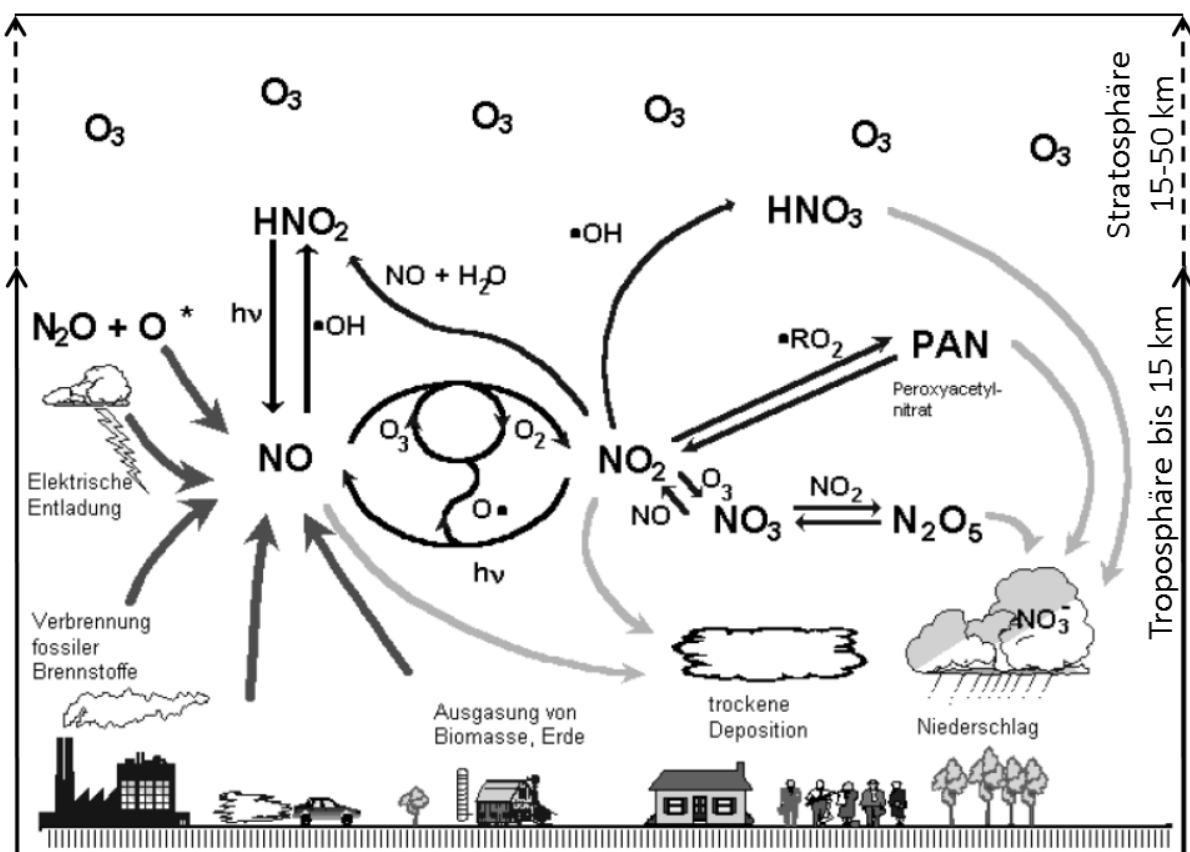 O₃
O₃
O₃
O₃
O₃
O₃
Stratosphäre
15-50 km
HNO₂
HNO₃
•OH
NO + H₂O
N₂O + O *
hν
•OH
•RO₂
PAN
Peroxyacetyl-
nitrat
Troposphäre bis 15 km
O₃
O₂
NO
NO₂
Elektrische
Entladung
O₃
NO
NO₃
NO₂
N₂O₅
O•
hν
Verbrennung
fossiler
Brennstoffe
NO₃⁻
Ausgasung von
Biomasse, Erde
trockene
Deposition
Niederschlag